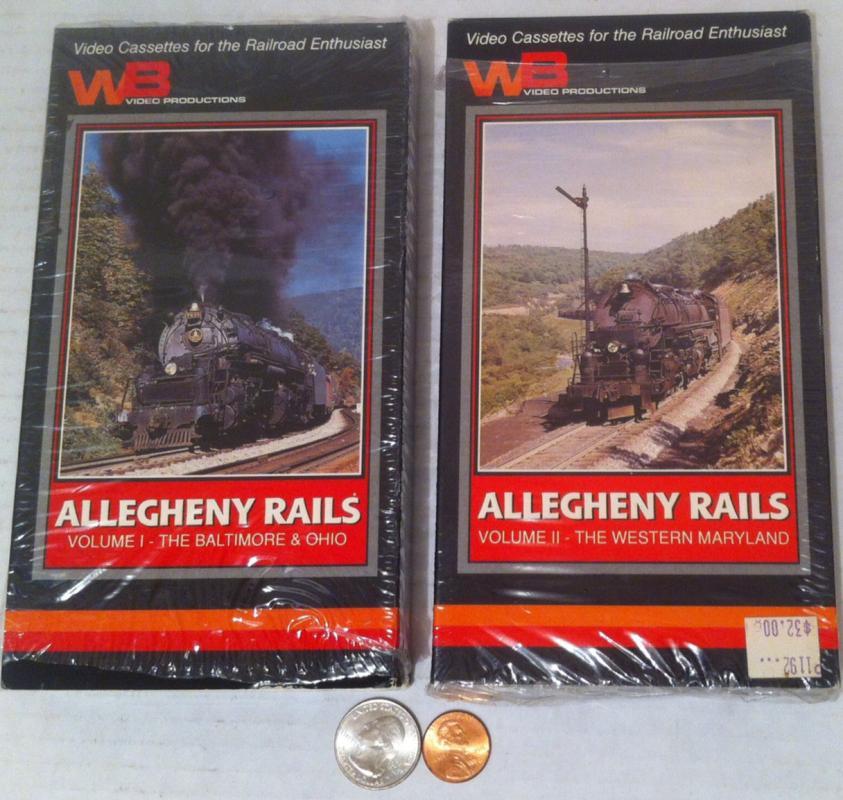 Video Cassettes for the Railroad Enthusiast
WB
VIDEO PRODUCTIONS
ALLEGHENY RAILS
VOLUME I - THE BALTIMORE & OHIO
Video Cassettes for the Railroad Enthusiast
WB
VIDEO PRODUCTIONS
ALLEGHENY RAILS
VOLUME II - THE WESTERN MARYLAND
$32.00
P1192...